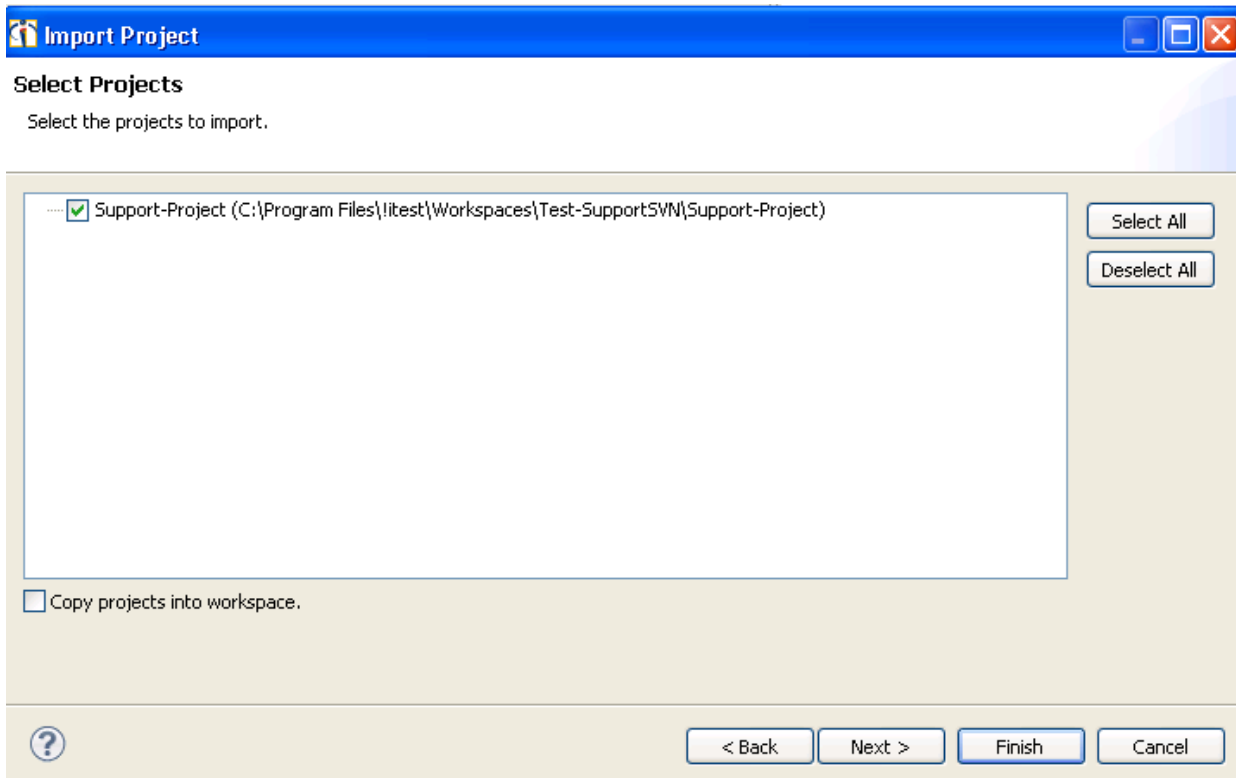 Import Project
Select Projects
Select the projects to import.
Support-Project (C:\Program Files\!itest\Workspaces\Test-SupportSVN\Support-Project)
Select All
Deselect All
Copy projects into workspace.
? < Back Next > Finish Cancel